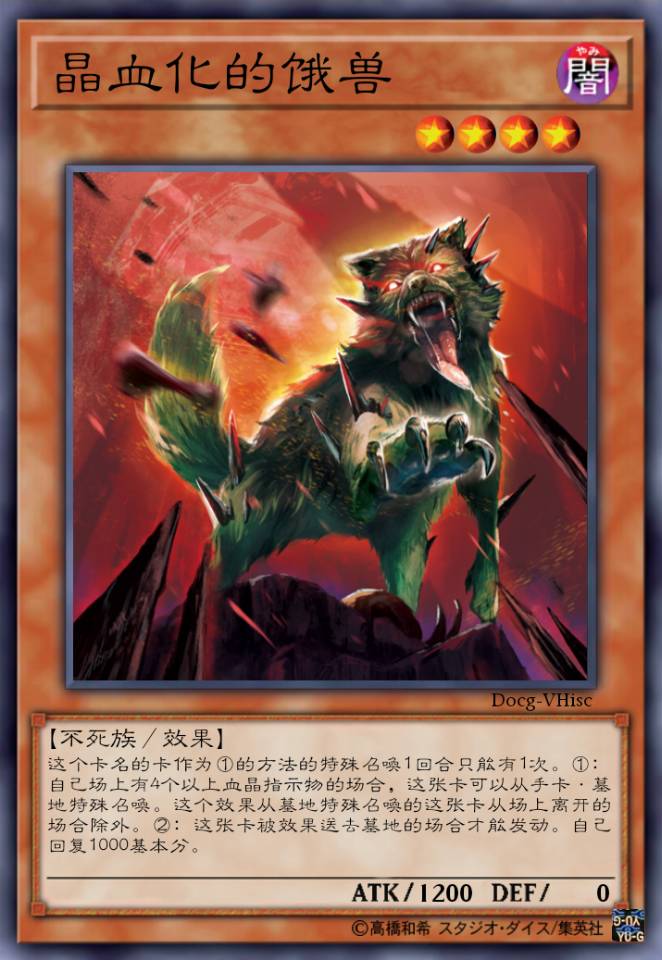 晶血化的饿兽
やみ
闇
Docg-VHisc
【不死族／效果】
这个卡名的卡作为①的方法的特殊召唤1回合只能有1次。①：
自己场上有4个以上血晶指示物的场合，这张卡可以从手卡·墓
地特殊召唤。这个效果从墓地特殊召唤的这张卡从场上离开的
场合除外。②：这张卡被效果送去墓地的场合才能发动。自己
回复1000基本分。
ATK/1200 DEF/ 0
©高橋和希 スタジオ·ダイス/集英社